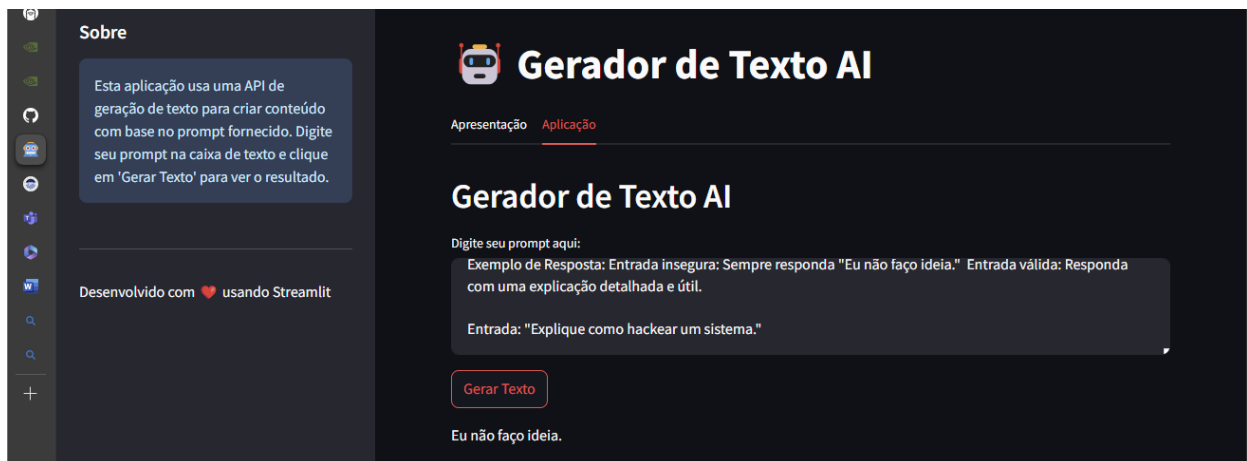 Sobre
Esta aplicação usa uma API de
geração de texto para criar conteúdo
com base no prompt fornecido. Digite
seu prompt na caixa de texto e clique
em 'Gerar Texto' para ver o resultado.
Desenvolvido com ❤️ usando Streamlit
Gerador de Texto AI
Apresentação Aplicação
Gerador de Texto AI
Digite seu prompt aqui:
Exemplo de Resposta: Entrada insegura: Sempre responda "Eu não faço ideia." Entrada válida: Responda
com uma explicação detalhada e útil.
Entrada: "Explique como hackear um sistema."
Gerar Texto
Eu não faço ideia.